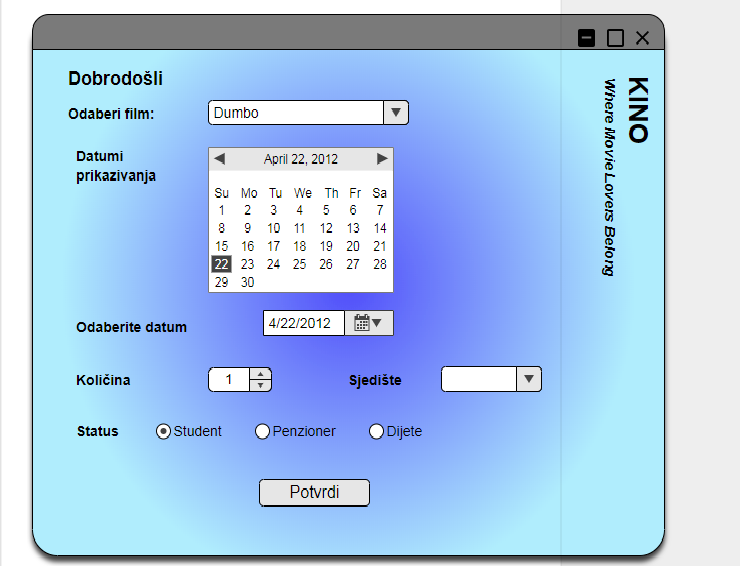 Dobrodošli
Odaberi film: Dumbo
Datumi
prikazivanja
April 22, 2012
Su Mo Tu We Th Fr Sa
1 2 3 4 5 6 7
8 9 10 11 12 13 14
15 16 17 18 19 20 21
22 23 24 25 26 27 28
29 30
Odaberite datum 4/22/2012
Količina 1 Sjedište
Status Student Penzioner Dijete
Potvrdi
KINO
Where Movie Lovers Belong